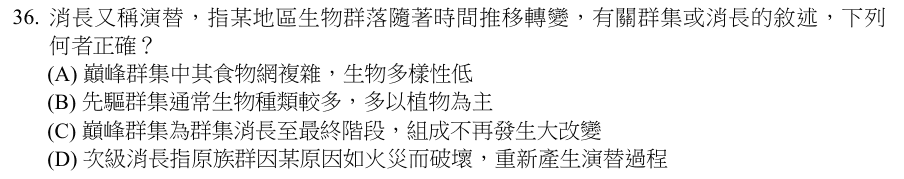 36. 消長又稱演替，指某地區生物群落隨著時間推移轉變，有關群集或消長的敘述，下列
何者正確？
(A) 巔峰群集中其食物網複雜，生物多樣性低
(B) 先驅群集通常生物種類較多，多以植物為主
(C) 巔峰群集為群集消長至最終階段，組成不再發生大改變
(D) 次級消長指原族群因某原因如火災而破壞，重新產生演替過程